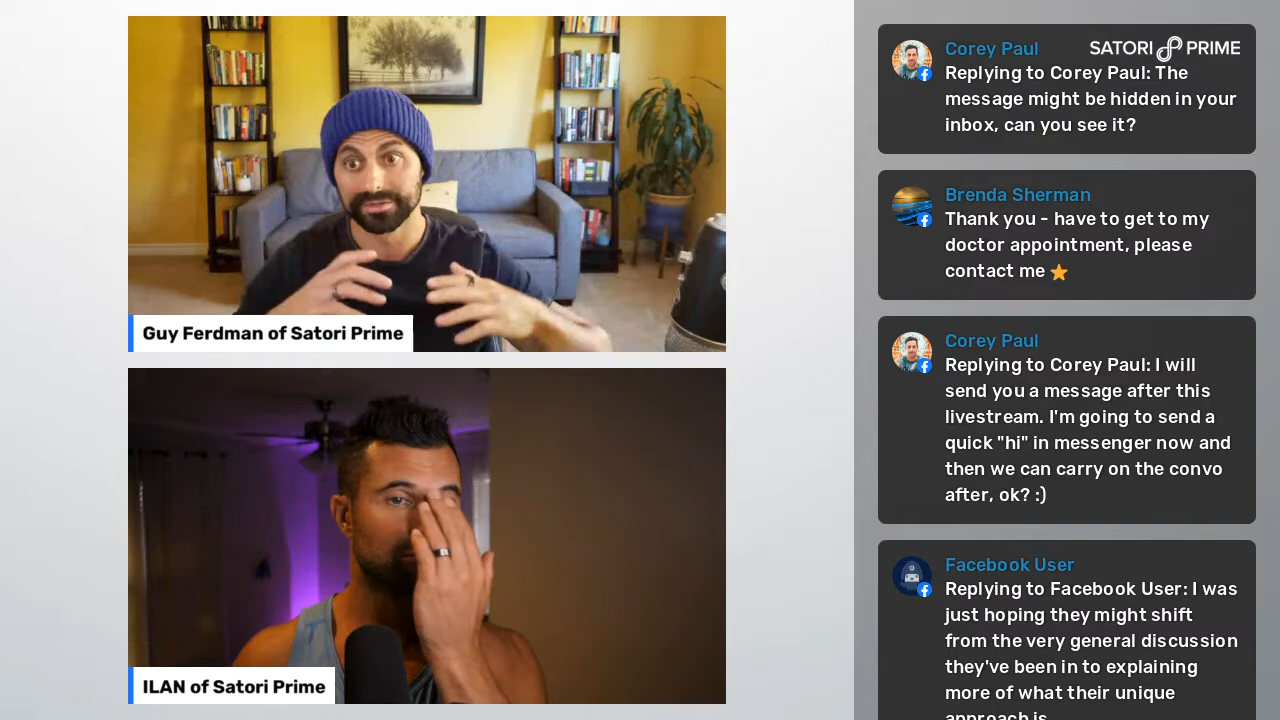 Guy Ferdman of Satori Prime
ILAN of Satori Prime
SATORI PRIME
Corey Paul
Replying to Corey Paul: The
message might be hidden in your
inbox, can you see it?
Brenda Sherman
Thank you - have to get to my
doctor appointment, please
contact me ⭐
Corey Paul
Replying to Corey Paul: I will
send you a message after this
livestream. I'm going to send a
quick "hi" in messenger now and
then we can carry on the convo
after, ok? :)
Facebook User
Replying to Facebook User: I was
just hoping they might shift
from the very general discussion
they've been in to explaining
more of what their unique
approach is